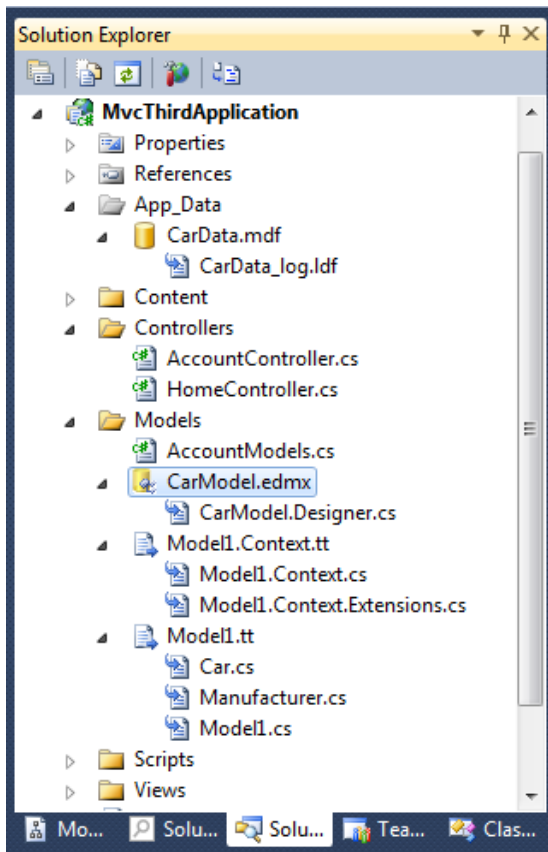 Solution Explorer
MvcThirdApplication
Properties
References
App_Data
CarData.mdf
CarData_log.ldf
Content
Controllers
AccountController.cs
HomeController.cs
Models
AccountModels.cs
CarModel.edmx
CarModel.Designer.cs
Model1.Context.tt
Model1.Context.cs
Model1.Context.Extensions.cs
Model1.tt
Car.cs
Manufacturer.cs
Model1.cs
Scripts
Views
Mo... Solu... Solu... Tea... Clas...